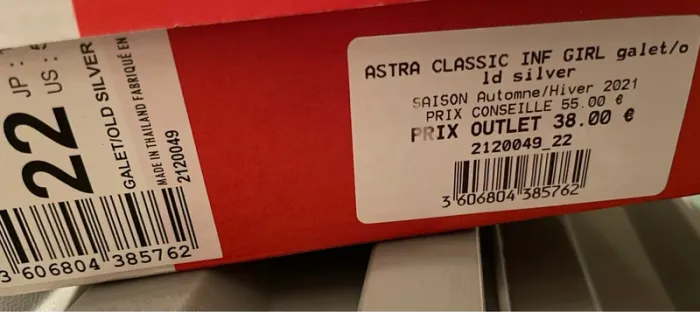 22
JP :
US : 5
GALET/OLD SILVER
MADE IN THAILAND FABRIQUÉ EN
2120049
3 606804 385762
ASTRA CLASSIC INF GIRL galet/o
ld silver
SAISON Automne/Hiver 2021
PRIX CONSEILLE 55.00 €
PRIX OUTLET 38.00 €
2120049_22
3 606804 385762